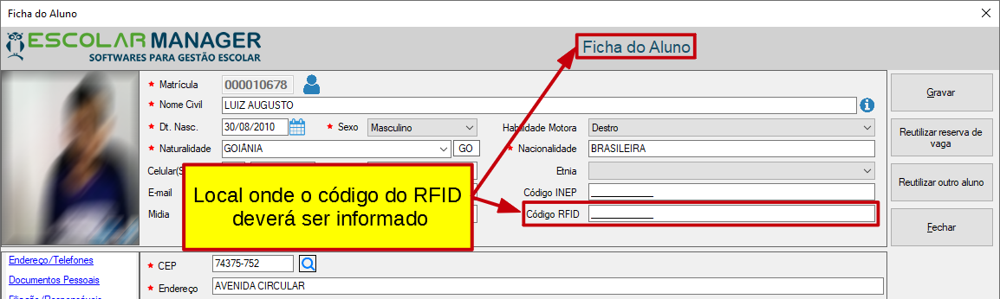 Ficha do Aluno
ESCOLAR MANAGER
SOFTWARES PARA GESTÃO ESCOLAR
Ficha do Aluno
* Matrícula 000010678
* Nome Civil LUIZ AUGUSTO
* Dt. Nasc. 30/08/2010 * Sexo Masculino Habilidade Motora Destro
* Naturalidade GOIÂNIA GO * Nacionalidade BRASILEIRA
Celular(S Etnia
E-mail Código INEP
Midia Código RFID
Local onde o código do RFID
deverá ser informado
Gravar
Reutilizar reserva de
vaga
Reutilizar outro aluno
Fechar
Endereço/Telefones
Documentos Pessoais
* CEP 74375-752
* Endereço AVENIDA CIRCULAR